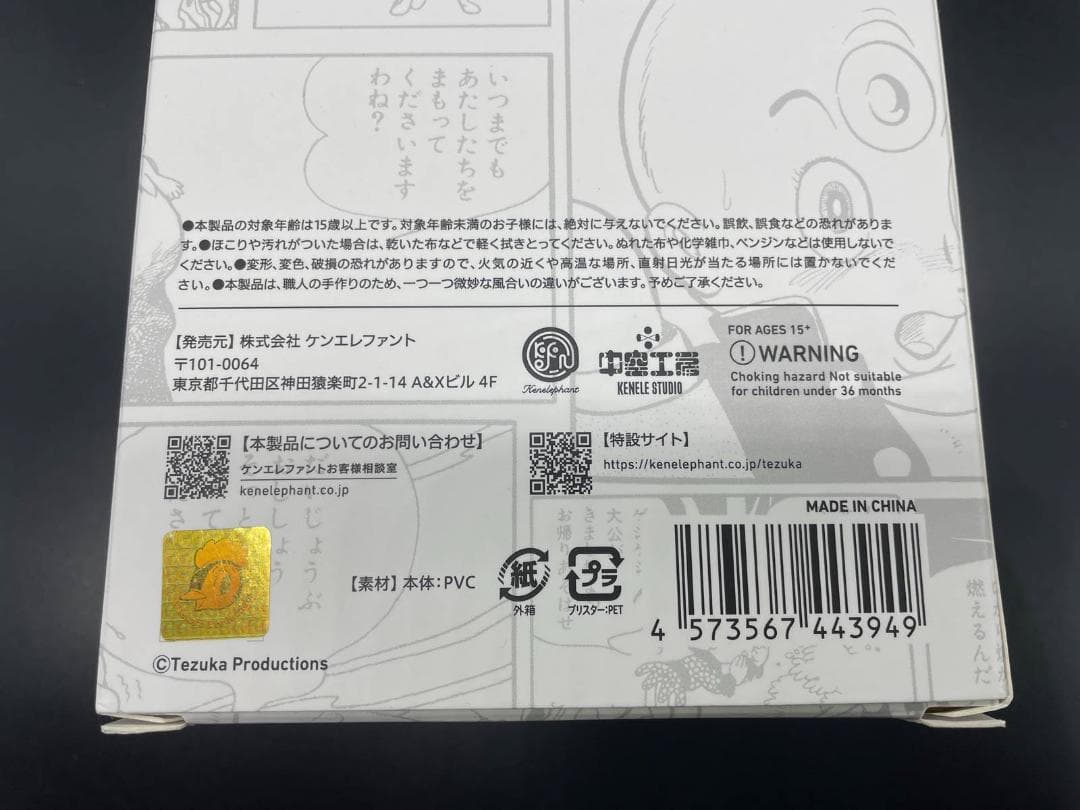 いつまでも
あたしたちを
まもって
くださいます
わね?
●本製品の対象年齢は15歳以上です。対象年齢未満のお子様には、絶対に与えないでください。誤飲、誤食などの恐れがありま
す。●ほこりや汚れがついた場合は、乾いた布などで軽く拭きとってください。ぬれた布や化学雑巾、ベンジンなどは使用しないで
ください。●変形、変色、破損の恐れがありますので、火気の近くや高温な場所、直射日光が当たる場所には置かないでくだ
さい。●本製品は、職人の手作りのため、一つ一つ微妙な風合いの違いがございます。予めご了承ください。
【発売元】株式会社 ケンエレファント
〒101-0064
東京都千代田区神田猿楽町2-1-14 A&Xビル 4F
Kenelephant
中空工房
KENELE STUDIO
FOR AGES 15+
WARNING
Choking hazard Not suitable
for children under 36 months
【本製品についてのお問い合わせ】
ケンエレファントお客様相談室
kenelephant.co.jp
【特設サイト】
https://kenelephant.co.jp/tezuka
MADE IN CHINA
【素材】本体:PVC
紙
外箱
プラ
ブリスター:PET
4 573567 443949
燃えるんだ
©Tezuka Productions